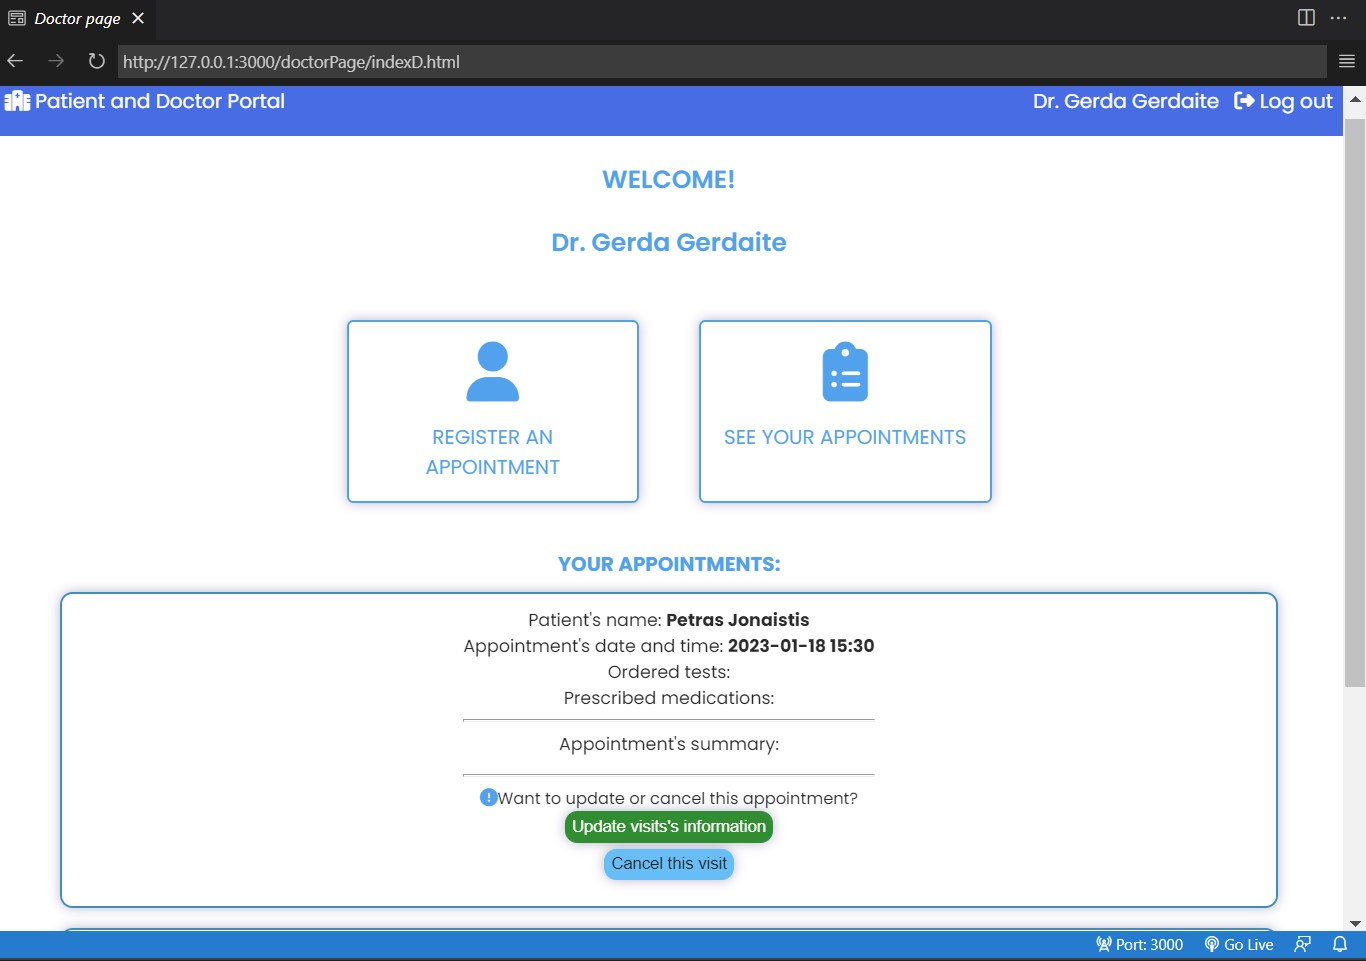 Doctor page
http://127.0.0.1:3000/doctorPage/indexD.html
Patient and Doctor Portal
Dr. Gerda Gerdaite Log out
WELCOME!
Dr. Gerda Gerdaite
REGISTER AN
APPOINTMENT
SEE YOUR APPOINTMENTS
YOUR APPOINTMENTS:
Patient's name: Petras Jonaistis
Appointment's date and time: 2023-01-18 15:30
Ordered tests:
Prescribed medications:
Appointment's summary:
Want to update or cancel this appointment?
Update visits's information
Cancel this visit
Port: 3000 Go Live